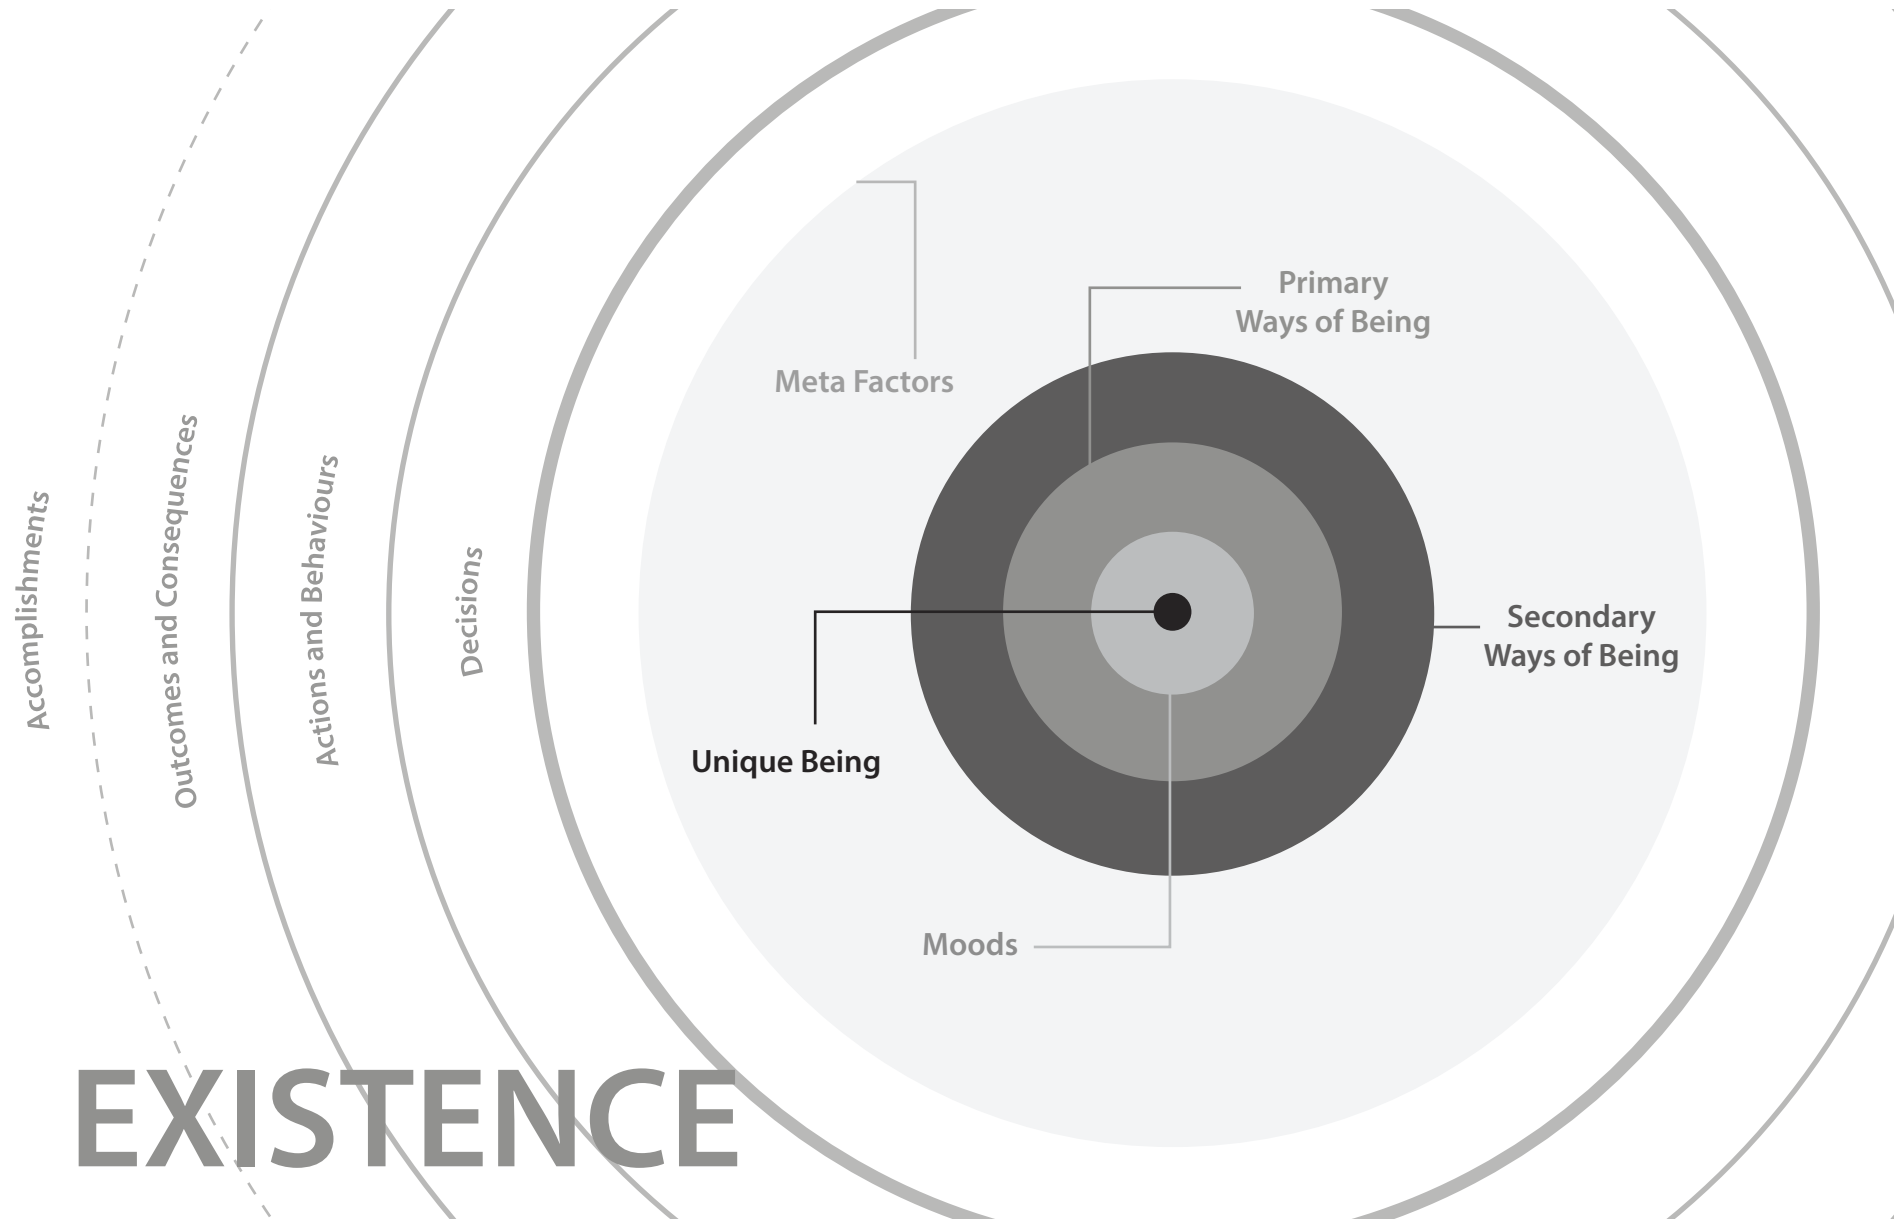 Accomplishments
Outcomes and Consequences
Actions and Behaviours
Decisions
Meta Factors
Primary
Ways of Being
Secondary
Ways of Being
Unique Being
Moods
EXISTENCE